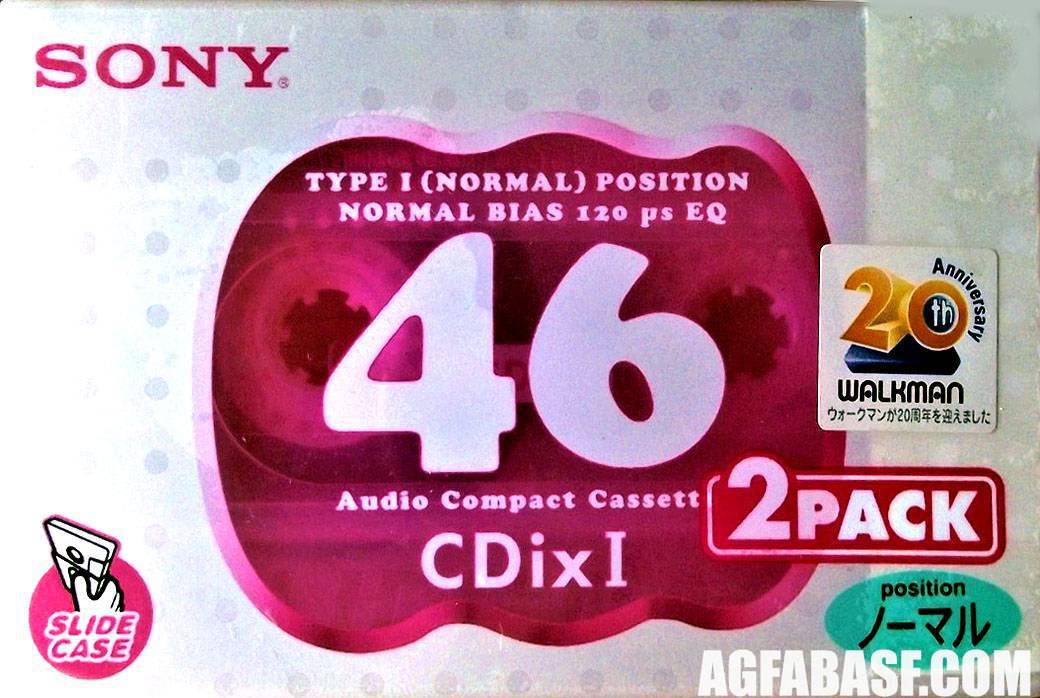 SONY®
TYPE I (NORMAL) POSITION
NORMAL BIAS 120 µs EQ
46
20th
Anniversary
WALKMAN
ウォークマンが20周年を迎えました
Audio Compact Cassett
2PACK
CDixI
SLIDE
CASE
position
ノーマル
AGFABASF.COM